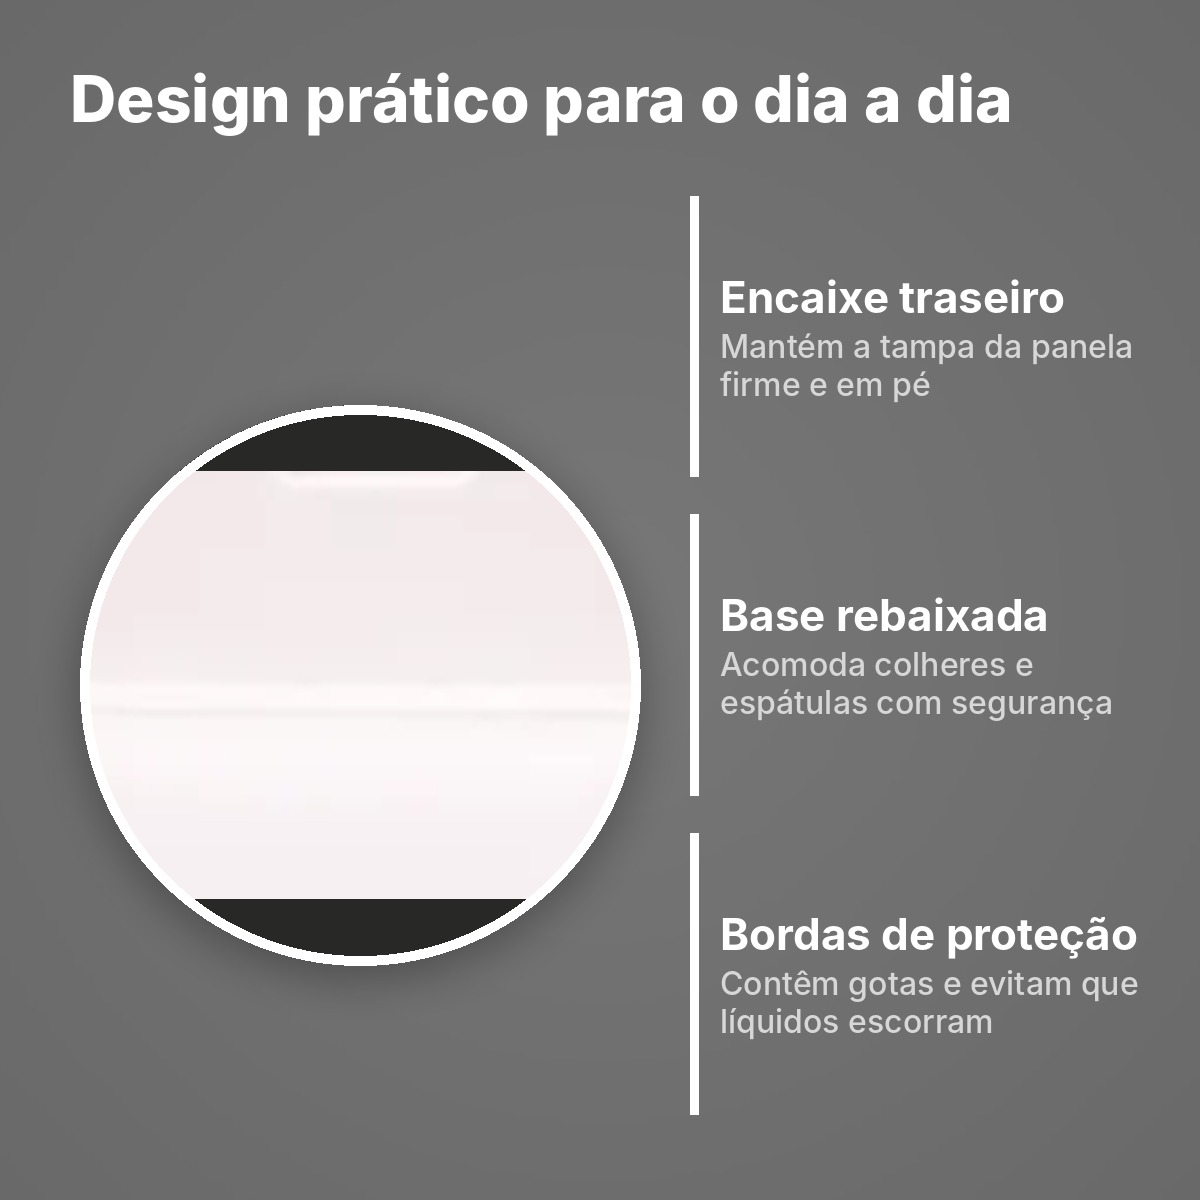 Design prático para o dia a dia
Encaixe traseiro
Mantém a tampa da panela
firme e em pé
Base rebaixada
Acomoda colheres e
espátulas com segurança
Bordas de proteção
Contêm gotas e evitam que
líquidos escorram